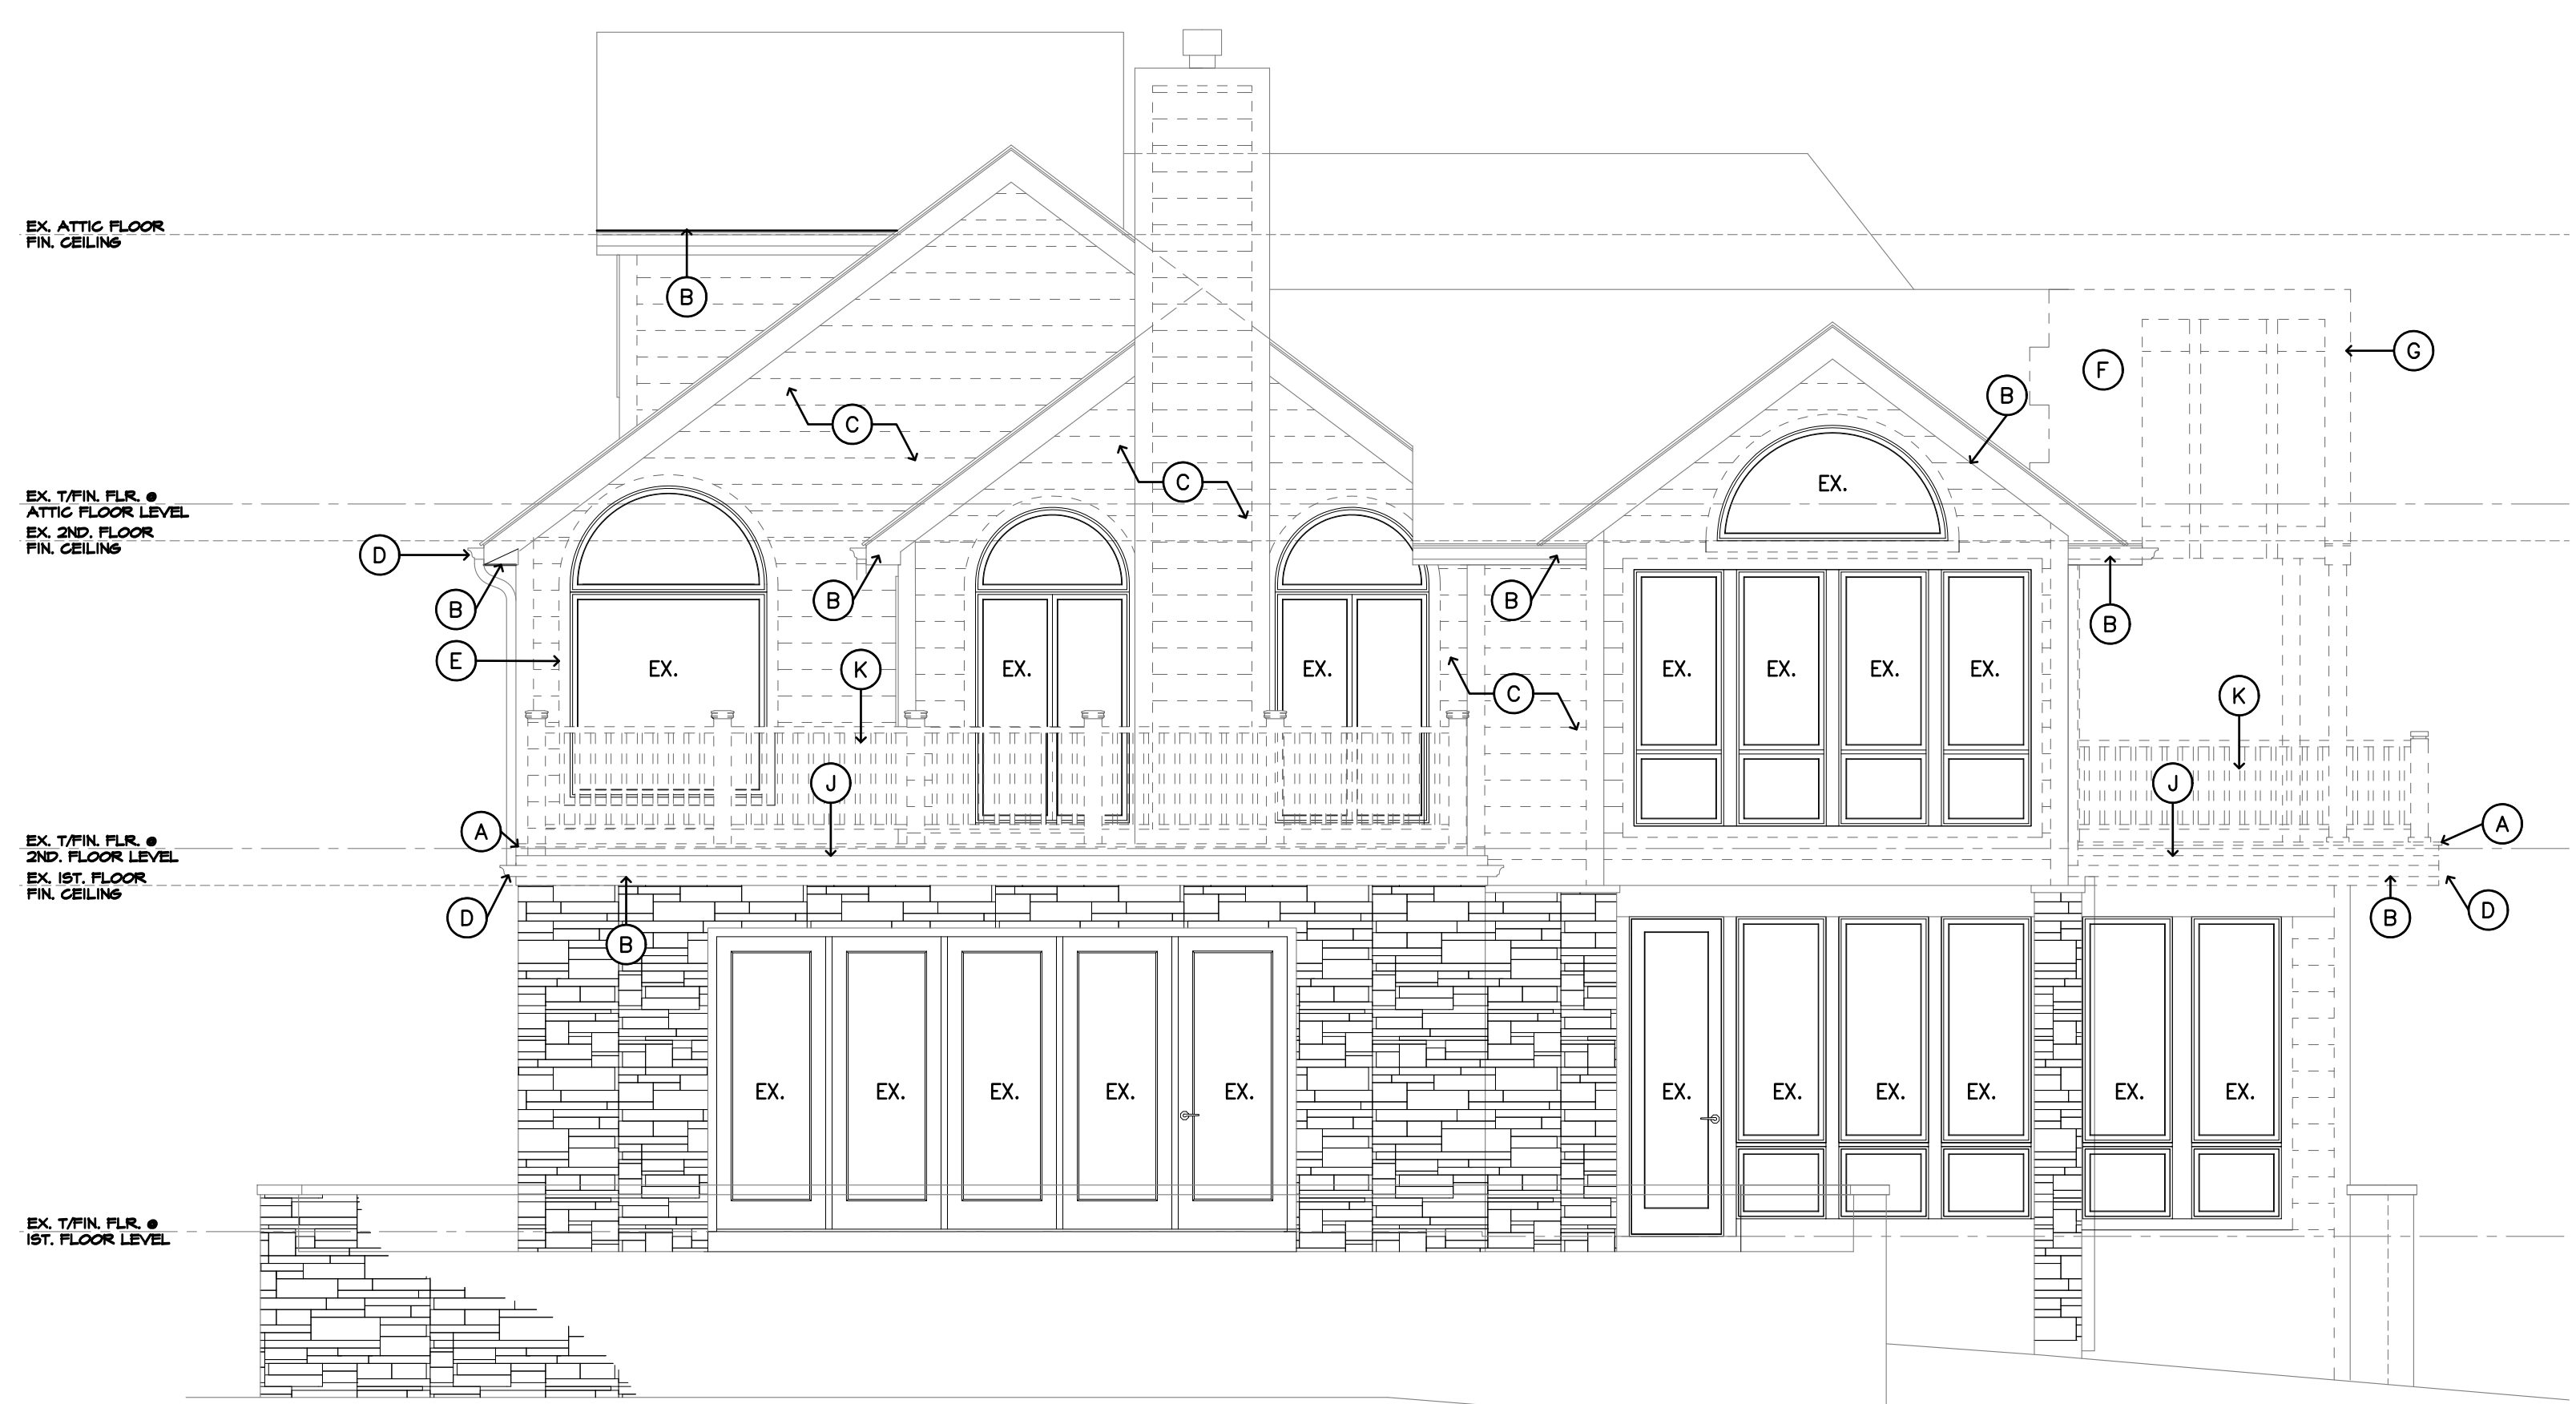 EX. ATTIC FLOOR
FIN. CEILING
B
G
F
B
C
C
EX.
EX. T/FIN. FLR. @
ATTIC FLOOR LEVEL
EX. 2ND. FLOOR
FIN. CEILING
D
B
B
B
B
E
EX.
K
EX.
EX.
C
EX.
EX.
EX.
EX.
K
J
J
A
A
EX. T/FIN. FLR. @
2ND. FLOOR LEVEL
EX. 1ST. FLOOR
FIN. CEILING
D
B
B
D
EX.
EX.
EX.
EX.
EX.
EX.
EX.
EX.
EX.
EX.
EX.
EX. T/FIN. FLR. @
1ST. FLOOR LEVEL